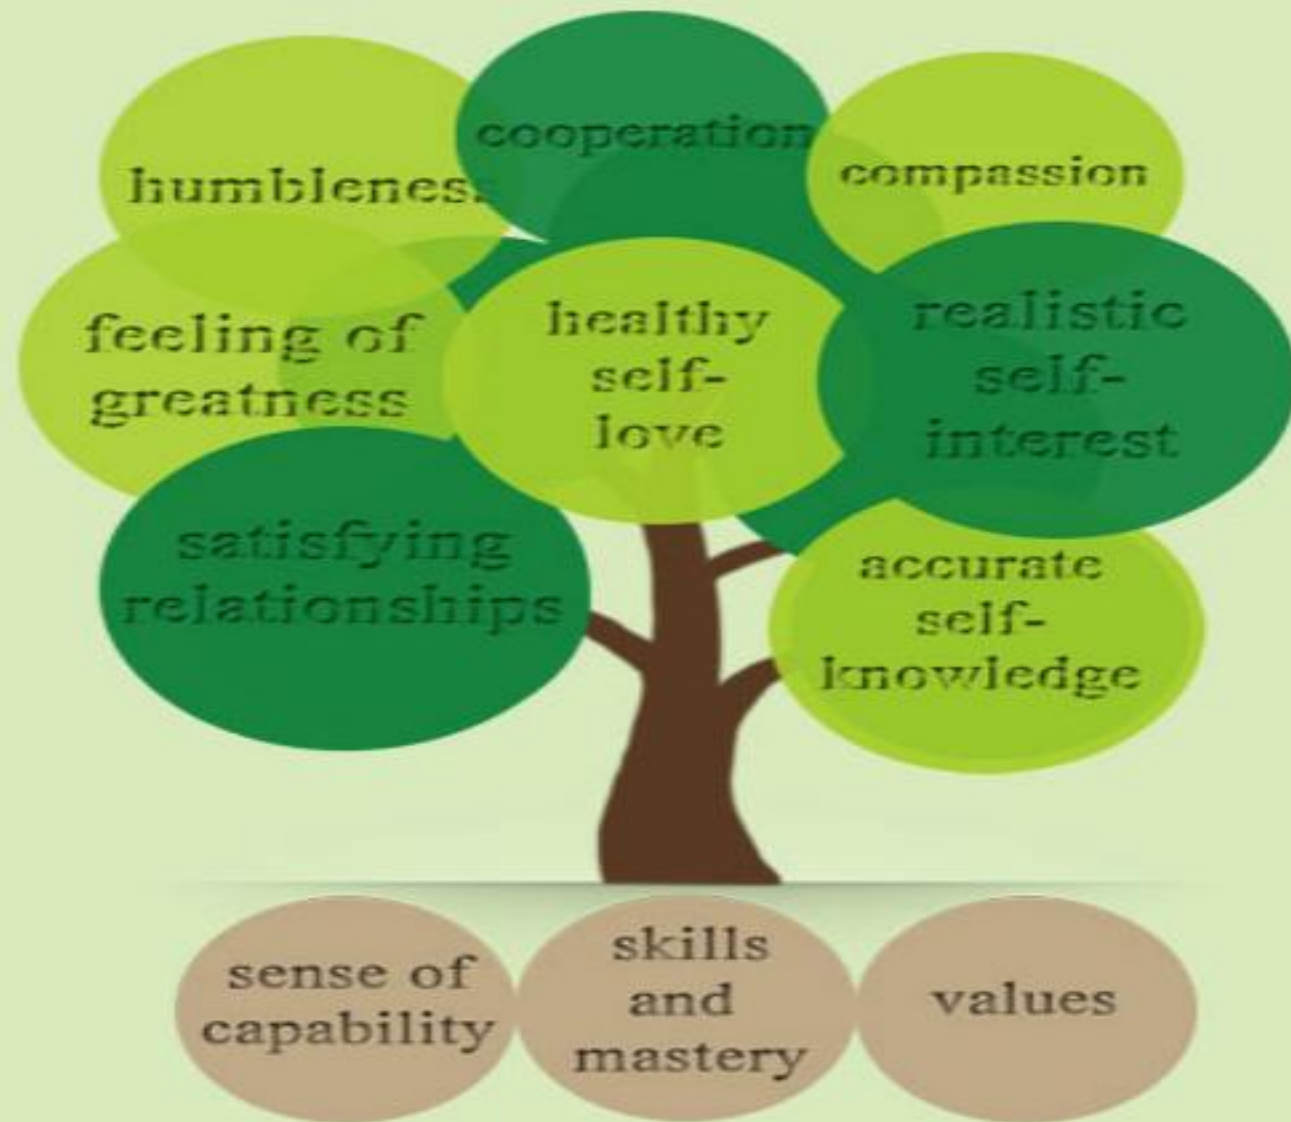 cooperation
humbleness
compassion
feeling of
greatness
healthy
self-
love
realistic
self-
interest
satisfying
relationships
accurate
self-
knowledge
sense of
capability
skills
and
mastery
values